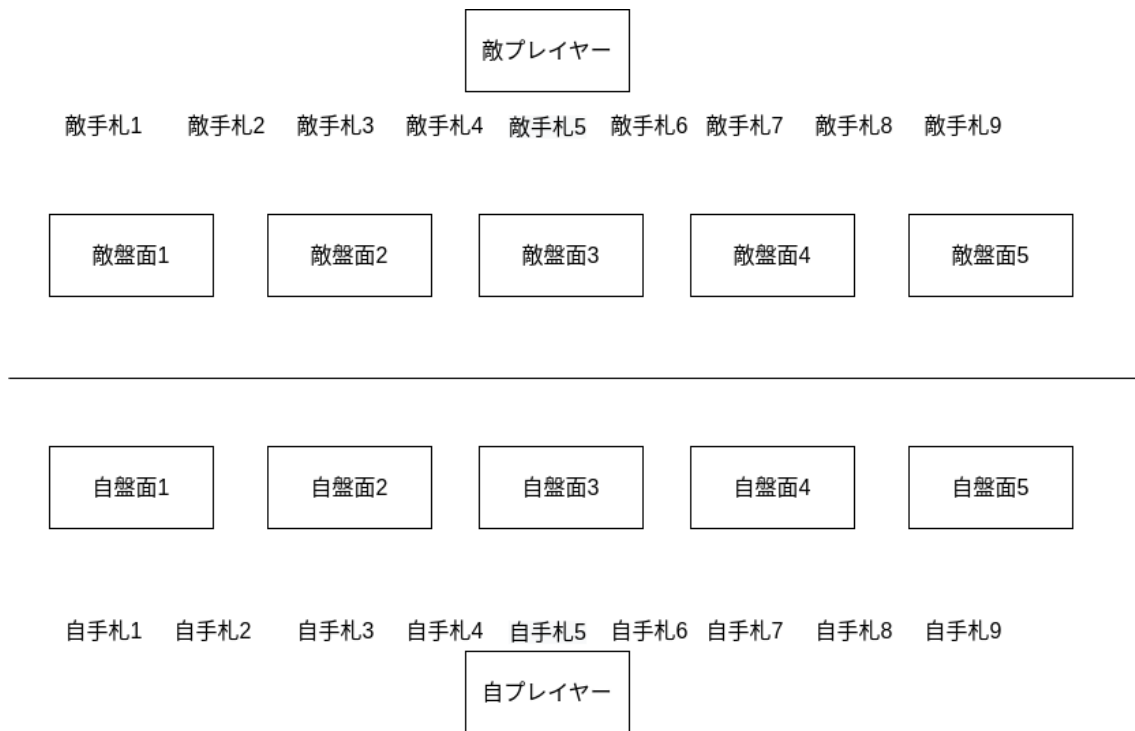 敵プレイヤー
敵手札1 敵手札2 敵手札3 敵手札4 敵手札5 敵手札6 敵手札7 敵手札8 敵手札9
敵盤面1 敵盤面2 敵盤面3 敵盤面4 敵盤面5
自盤面1 自盤面2 自盤面3 自盤面4 自盤面5
自手札1 自手札2 自手札3 自手札4 自手札5 自手札6 自手札7 自手札8 自手札9
自プレイヤー